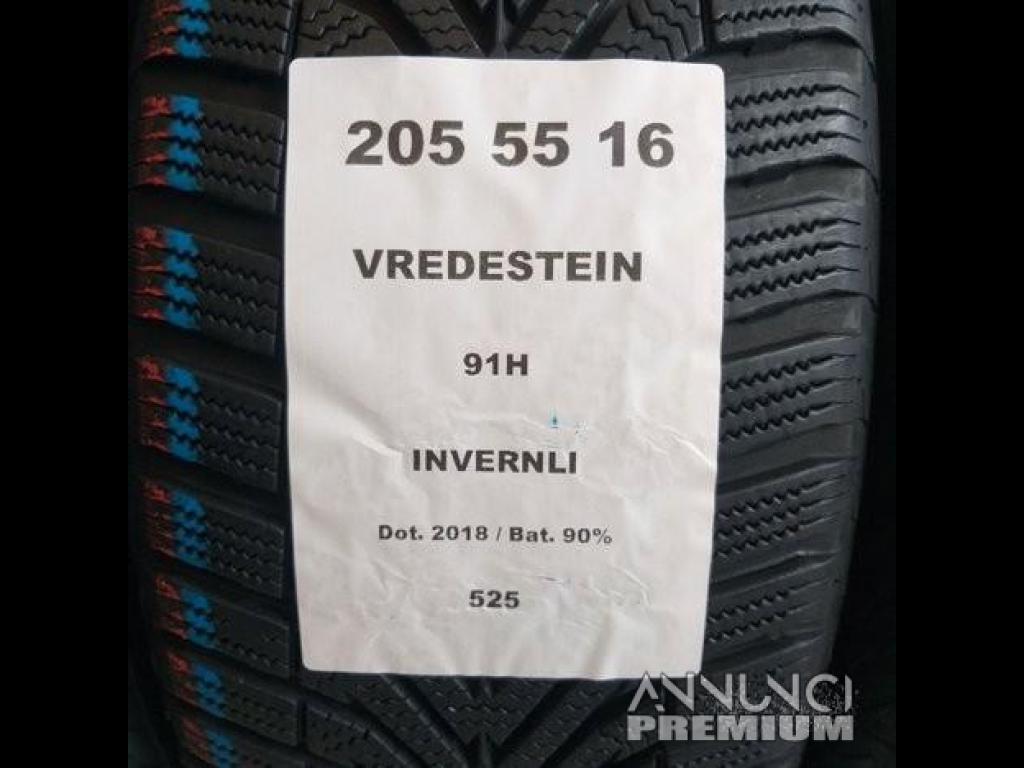 205 55 16
VREDESTEIN
91H
INVERNLI
Dot. 2018 / Bat. 90%
525
ANNUNCI
PREMIUM